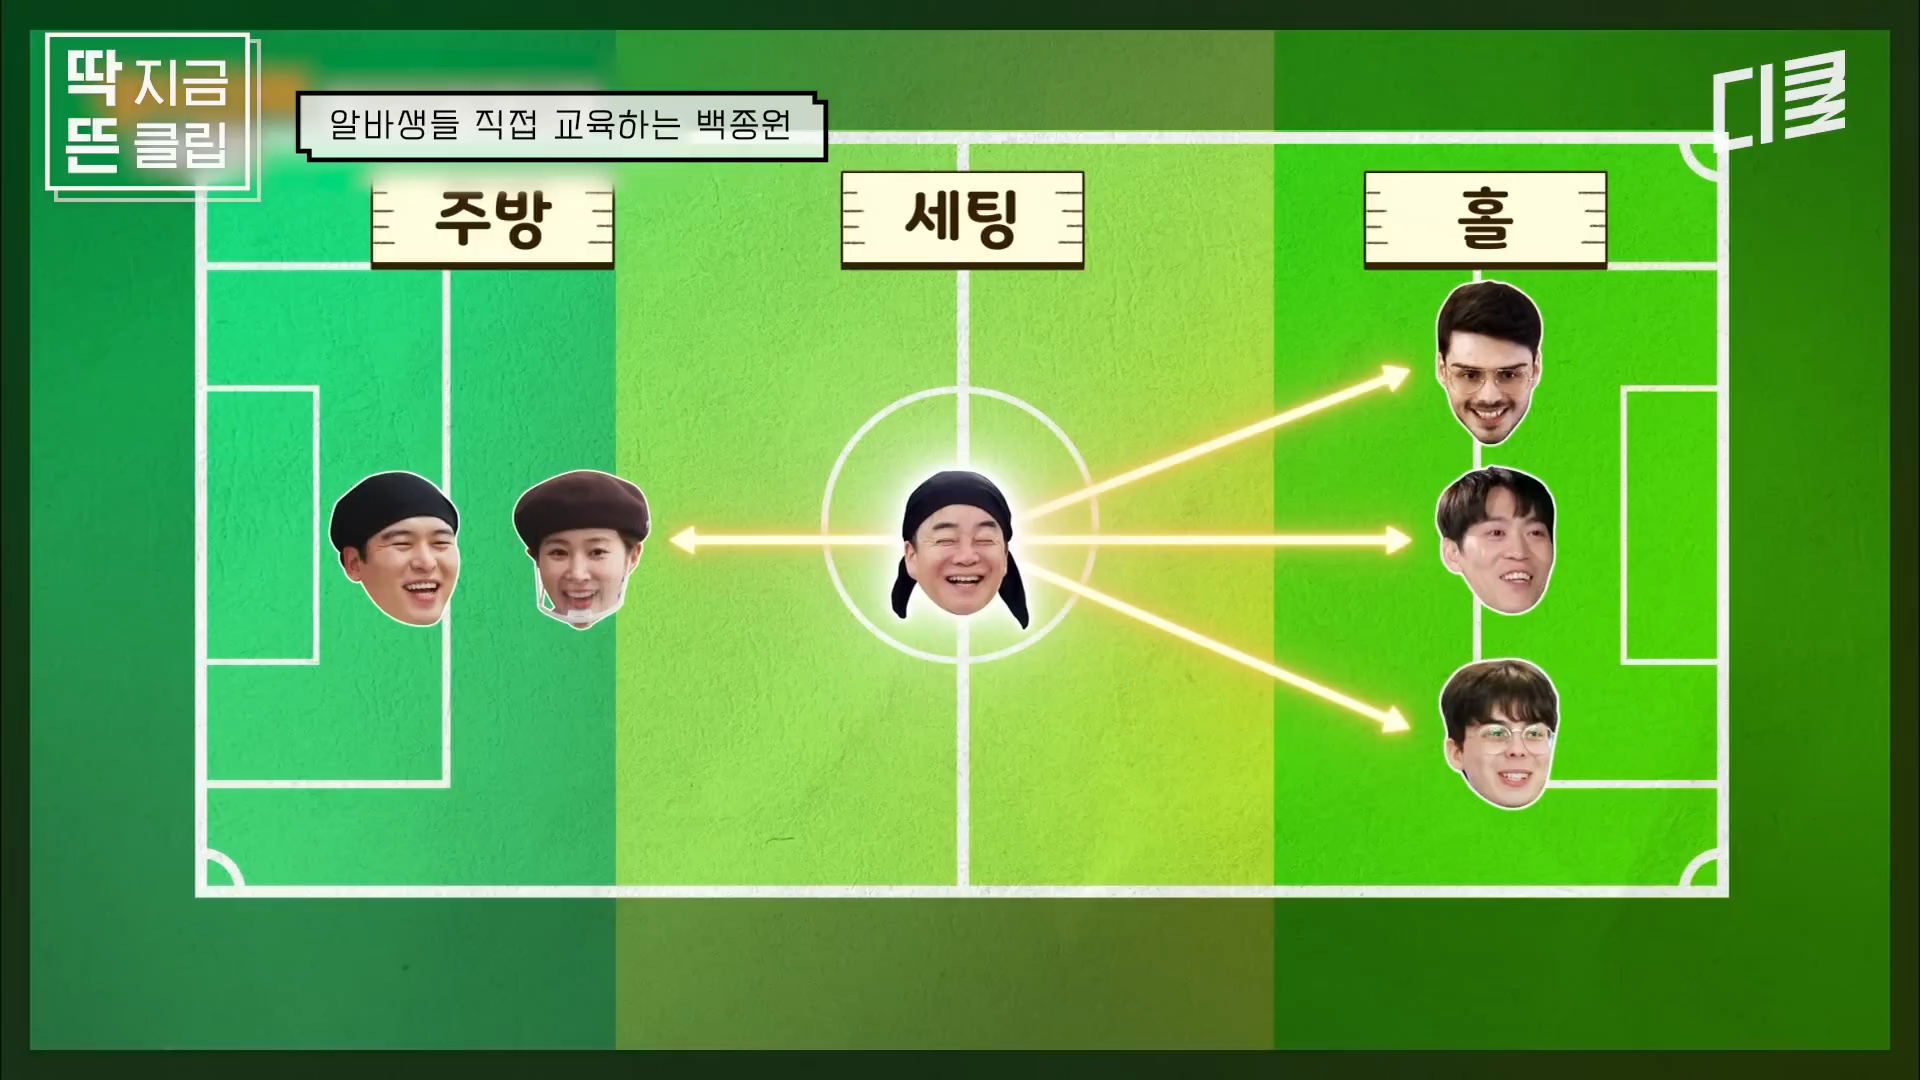 딱 지금
뜬 클립
알바생들 직접 교육하는 백종원
디글
주방
세팅
홀